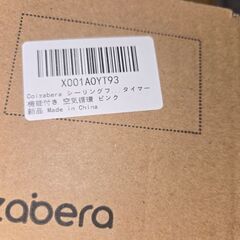 X001A0YT93
Coizabera シーリングフ... タイマー
機能付き 空気循環 ピンク
新品 Made in China
zabera